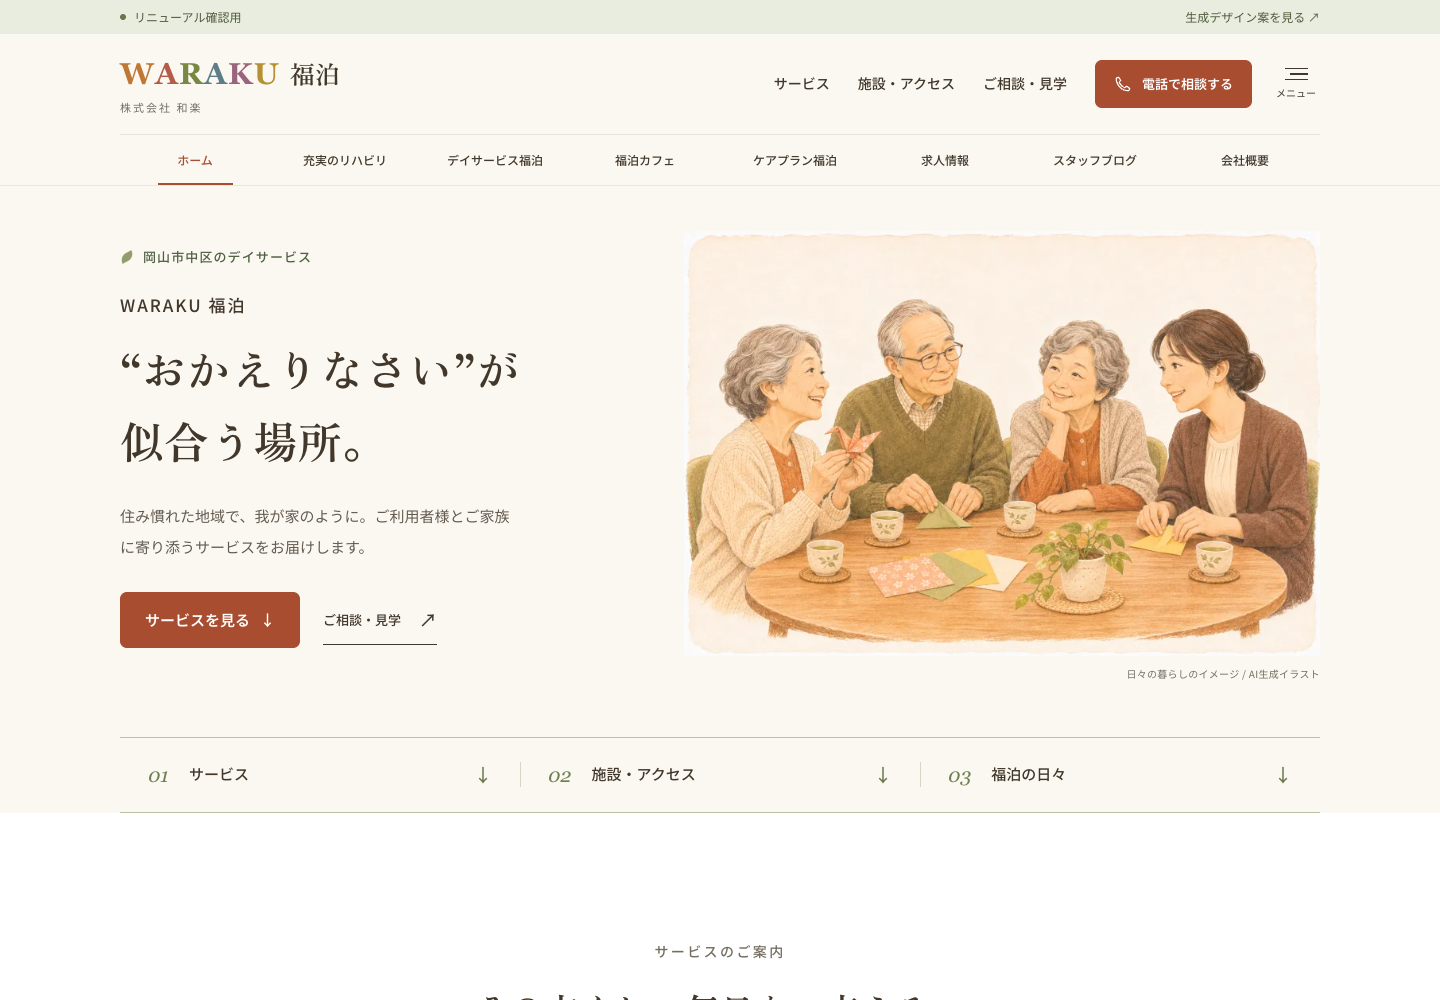 リニューアル確認用
生成デザイン案を見る ↗
WARAKU 福泊
株式会社 和楽
サービス
施設・アクセス
ご相談・見学
電話で相談する
メニュー
ホーム
充実のリハビリ
デイサービス福泊
福泊カフェ
ケアプラン福泊
求人情報
スタッフブログ
会社概要
岡山市中区のデイサービス
WARAKU 福泊
“おかえりなさい”が
似合う場所。
住み慣れた地域で、我が家のように。ご利用者様とご家族
に寄り添うサービスをお届けします。
サービスを見る ↓
ご相談・見学 ↗
日々の暮らしのイメージ / AI生成イラスト
01 サービス ↓
02 施設・アクセス ↓
03 福泊の日々 ↓
サービスのご案内